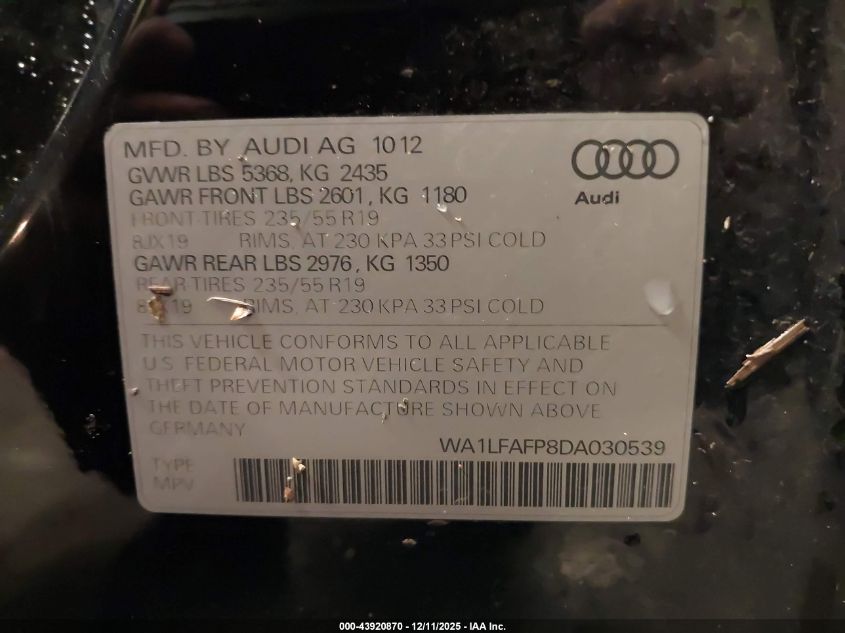 MFD. BY AUDI AG 1012
GVWR LBS 5368, KG 2435
GAWR FRONT LBS 2601, KG 1180
FRONT TIRES 235/55 R19
8JX19 RIMS, AT 230 KPA 33 PSI COLD
GAWR REAR LBS 2976, KG 1350
REAR TIRES 235/55 R19
RIMS, AT 230 KPA 33 PSI COLD
Audi
THIS VEHICLE CONFORMS TO ALL APPLICABLE
U.S. FEDERAL MOTOR VEHICLE SAFETY AND
THEFT PREVENTION STANDARDS IN EFFECT ON
THE DATE OF MANUFACTURE SHOWN ABOVE
GERMANY
WA1LFAFP8DA030539
TYPE
MPV
000-43920870 - 12/11/2025 - IAA Inc.